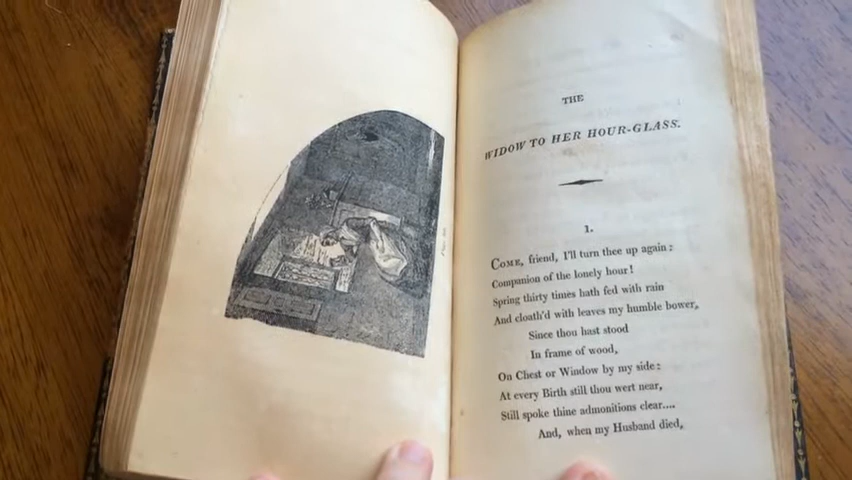 THE
WIDOW TO HER HOUR-GLASS.
1.
COME, friend, I'll turn thee up again:
Companion of the lonely hour!
Spring thirty times hath fed with rain
And cloath'd with leaves my humble bower,
Since thou hast stood
In frame of wood,
On Chest or Window by my side:
At every Birth still thou wert near,
Still spoke thine admonitions clear....
And, when my Husband died,